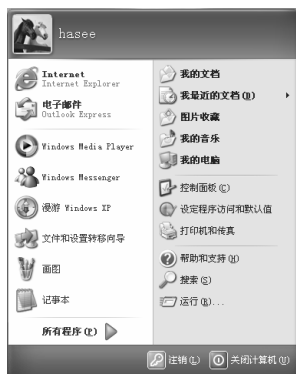 hasee
Internet
Internet Explorer
电子邮件
Outlook Express
Windows Media Player
Windows Messenger
漫游 Windows XP
文件和设置转移向导
画图
记事本
所有程序(P)
我的文档
我最近的文档(D)
图片收藏
我的音乐
我的电脑
控制面板(C)
设定程序访问和默认值
打印机和传真
帮助和支持(H)
搜索(S)
运行(R)...
注销(L)
关闭计算机(U)